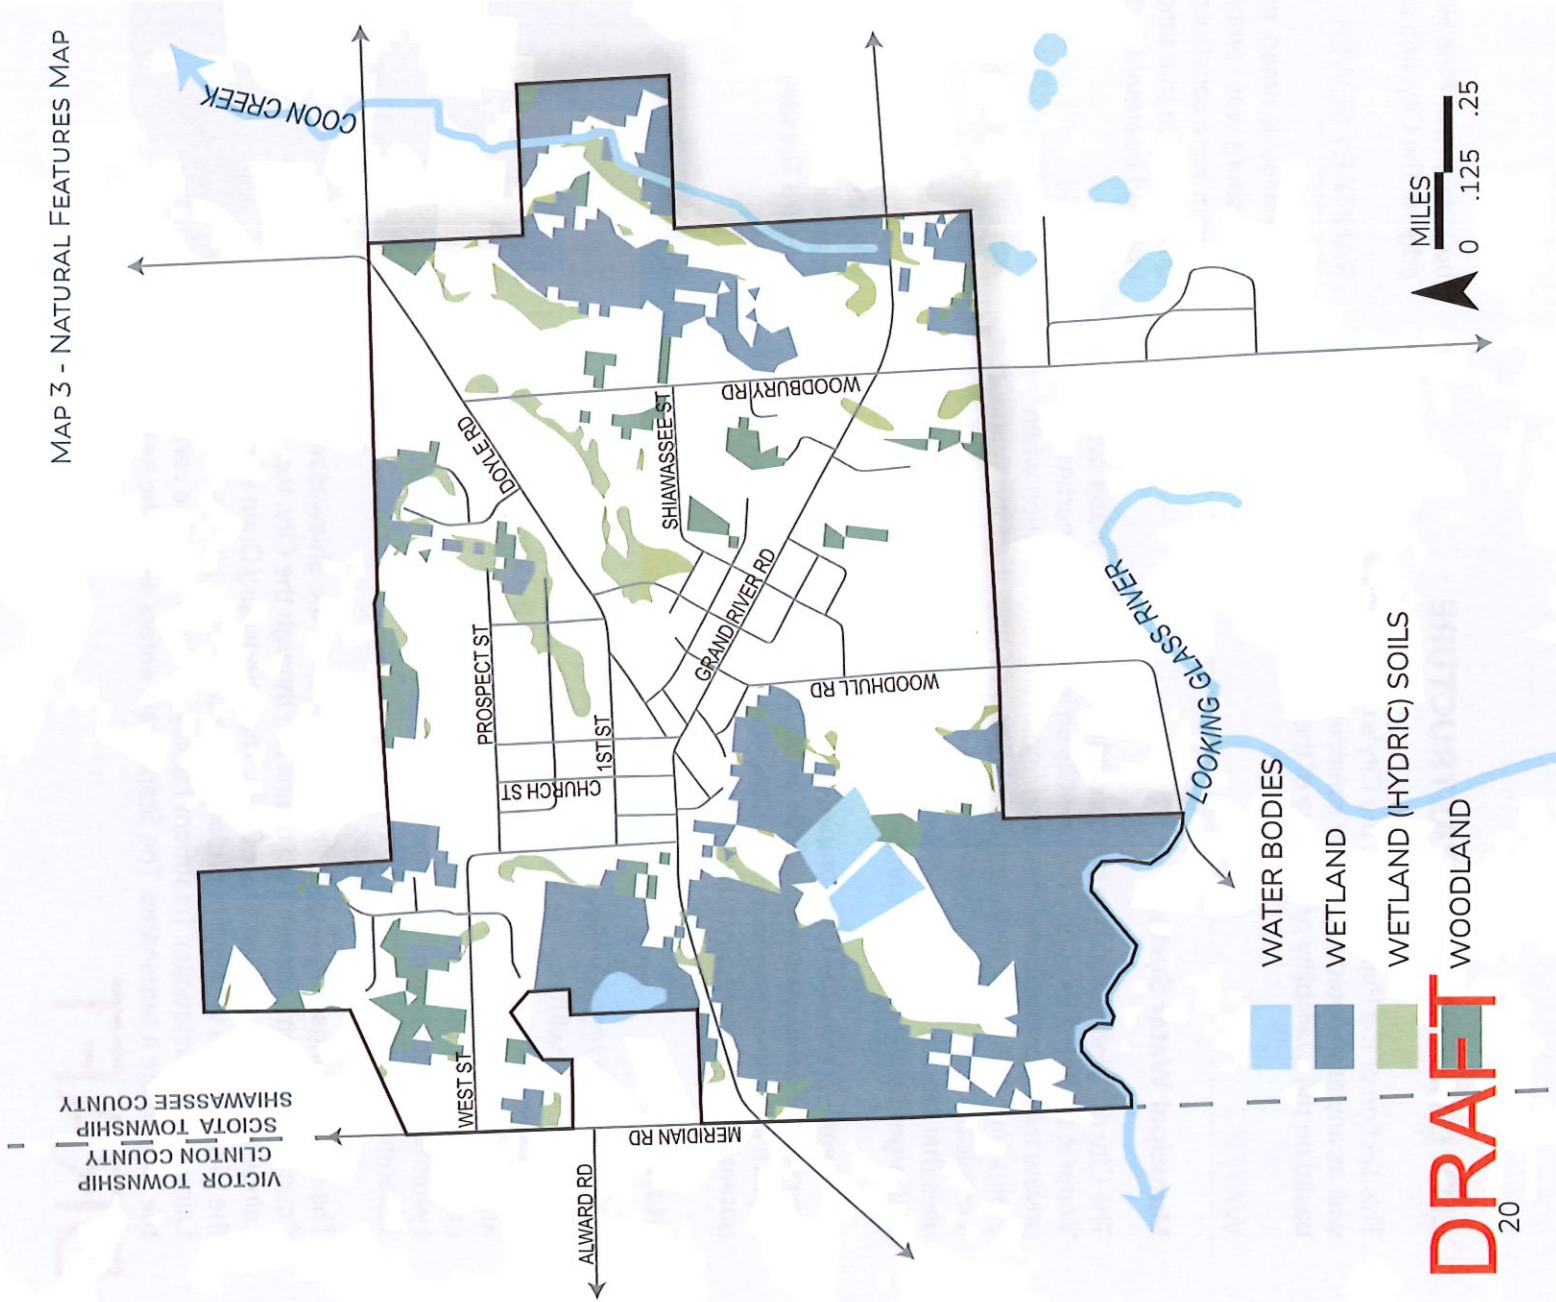 MAP 3 - NATURAL FEATURES MAP
COON CREEK
DOYLE RD
WOODBURY RD
SHIAWASSEE ST
PROSPECT ST
GRAND RIVER RD
1ST ST
CHURCH ST
WOODHULL RD
WEST ST
MERIDIAN RD
ALWARD RD
LOOKING GLASS RIVER
SHIAWASSEE COUNTY
SCIOTA TOWNSHIP
CLINTON COUNTY
VICTOR TOWNSHIP
WATER BODIES
WETLAND
WETLAND (HYDRIC) SOILS
WOODLAND
MILES
0 .125 .25
DRAFT
20